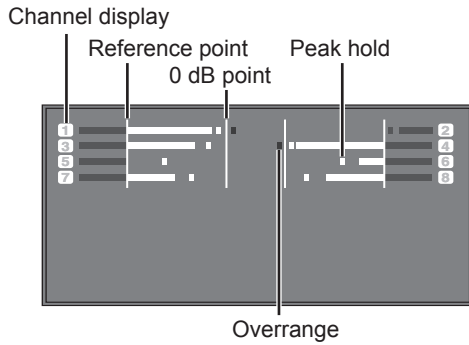 Channel display
Reference point Peak hold
0 dB point
1 2
3 4
5 6
7 8
Overrange